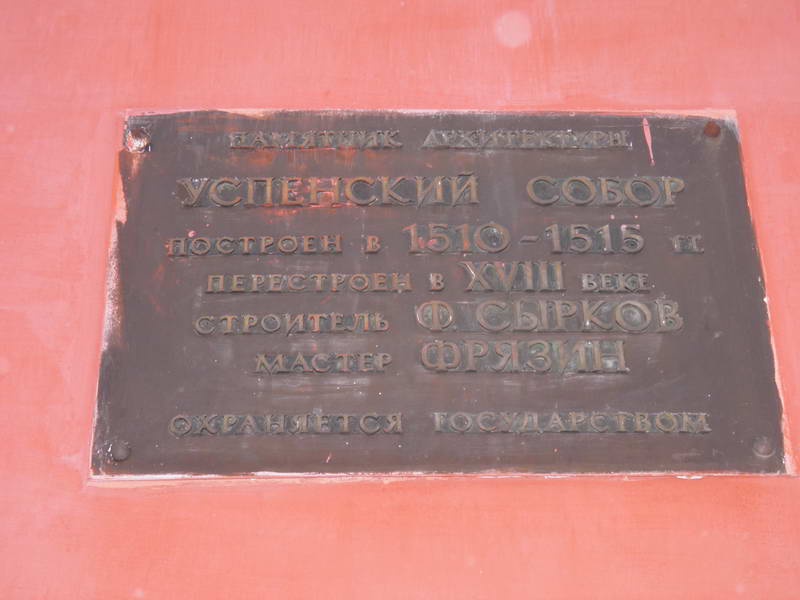 ПАМЯТНИК АРХИТЕКТУРЫ
УСПЕНСКИЙ СОБОР
ПОСТРОЕН В 1510-1515 ГГ.
ПЕРЕСТРОЕН В XVIII ВЕКЕ
СТРОИТЕЛЬ Ф. СЫРКОВ
МАСТЕР ФРЯЗИН
ОХРАНЯЕТСЯ ГОСУДАРСТВОМ